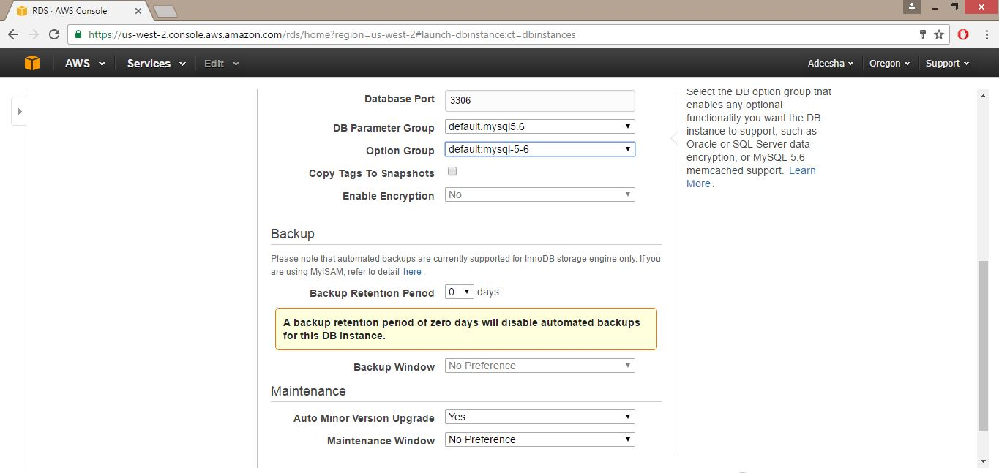 RDS · AWS Console
https://us-west-2.console.aws.amazon.com/rds/home?region=us-west-2#launch-dbinstance:ct=dbinstances
AWS Services Edit Adeesha Oregon Support
Database Port 3306
DB Parameter Group default.mysql5.6
Option Group default:mysql-5-6
Copy Tags To Snapshots
Enable Encryption No
Select the DB option group that
enables any optional
functionality you want the DB
instance to support, such as
Oracle or SQL Server data
encryption, or MySQL 5.6
memcached support. Learn
More.
Backup
Please note that automated backups are currently supported for InnoDB storage engine only. If you
are using MyISAM, refer to detail here.
Backup Retention Period 0 days
A backup retention period of zero days will disable automated backups
for this DB Instance.
Backup Window No Preference
Maintenance
Auto Minor Version Upgrade Yes
Maintenance Window No Preference